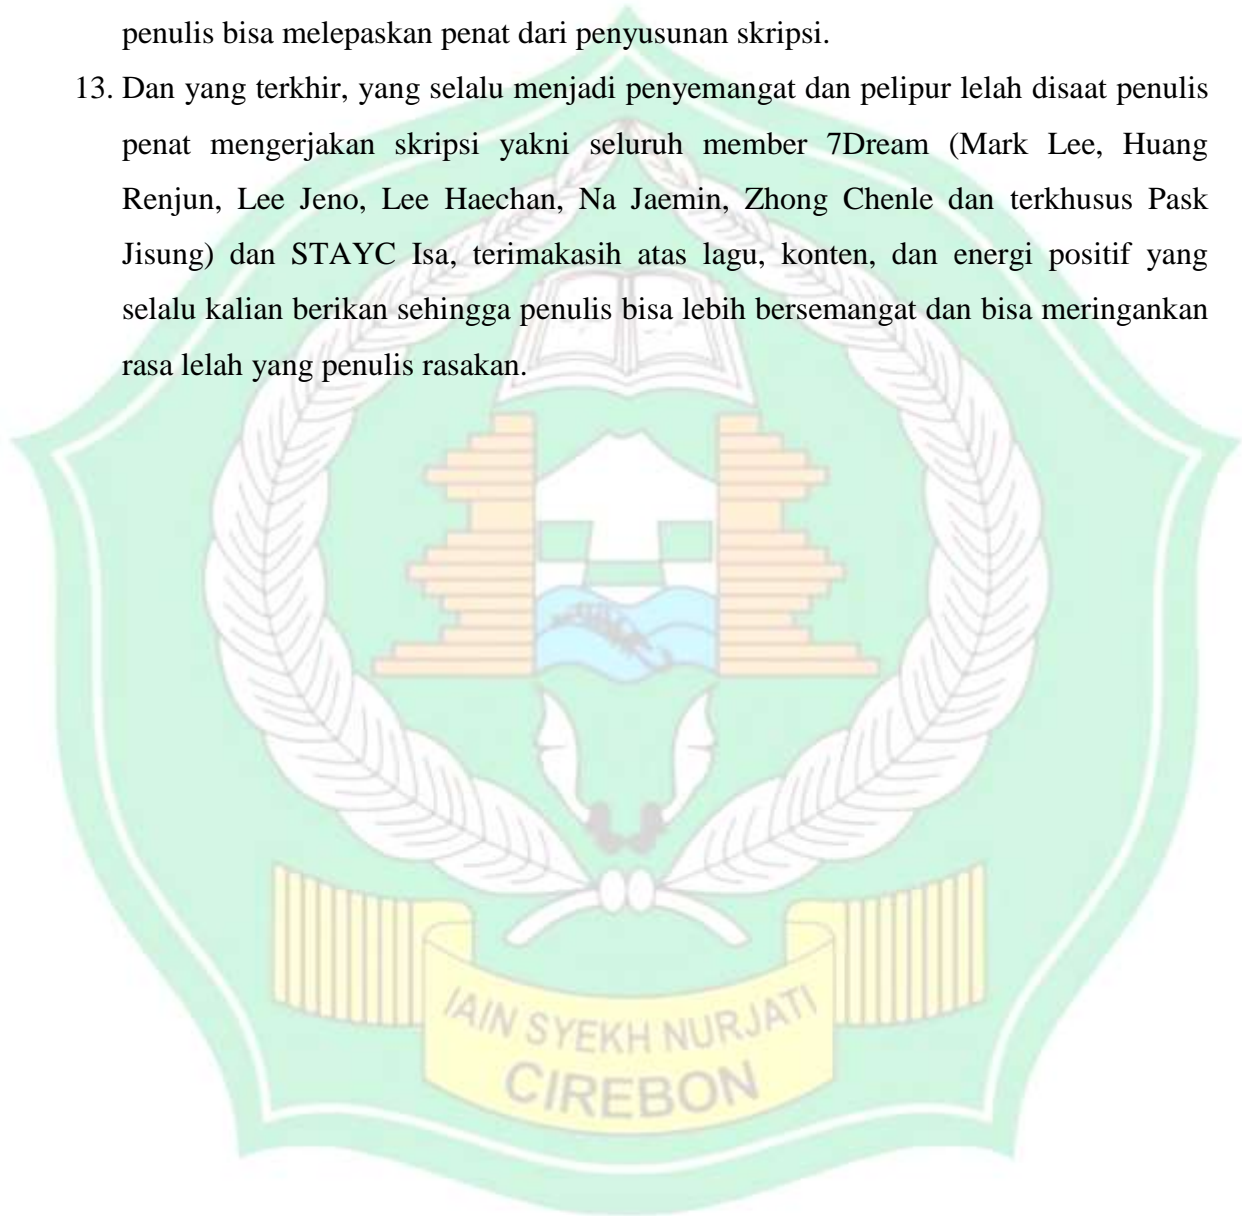 penulis bisa melepaskan penat dari penyusunan skripsi.
13. Dan yang terkhir, yang selalu menjadi penyemangat dan pelipur lelah disaat penulis
penat mengerjakan skripsi yakni seluruh member 7Dream (Mark Lee, Huang
Renjun, Lee Jeno, Lee Haechan, Na Jaemin, Zhong Chenle dan terkhusus Pask
Jisung) dan STAYC Isa, terimakasih atas lagu, konten, dan energi positif yang
selalu kalian berikan sehingga penulis bisa lebih bersemangat dan bisa meringankan
rasa lelah yang penulis rasakan.
IAIN SYEKH NURJATI
CIREBON